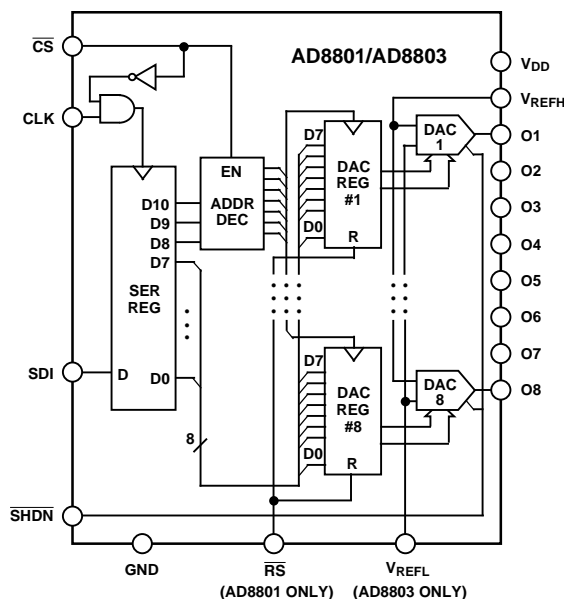 CS
AD8801/AD8803
VDD
VREFH
CLK
D7
DAC
REG
#1
DAC
1
O1
EN
ADDR
DEC
D10
D9
D8
D7
D0
R
O2
O3
O4
O5
SER
REG
O6
O7
SDI
D
D0
D7
DAC
REG
#8
DAC
8
O8
8
D0
R
SHDN
GND
RS
(AD8801 ONLY)
VREFL
(AD8803 ONLY)